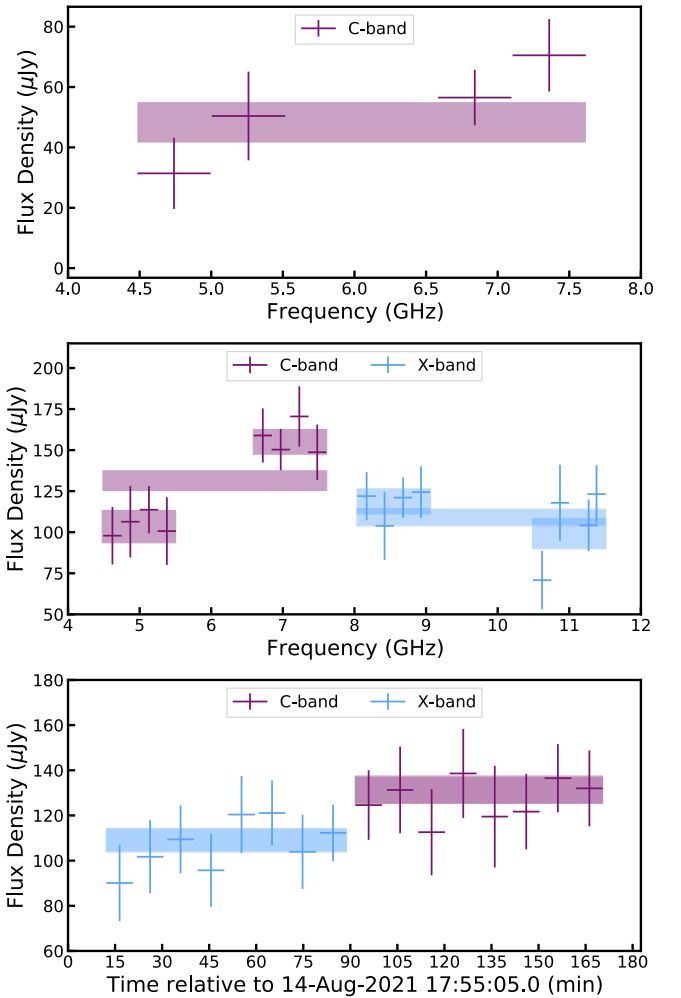 C-band
Flux Density (μJy)
80
60
40
20
0
4.0 4.5 5.0 5.5 6.0 6.5 7.0 7.5 8.0
Frequency (GHz)
C-band X-band
Flux Density (μJy)
200
175
150
125
100
75
50
4 5 6 7 8 9 10 11 12
Frequency (GHz)
C-band X-band
Flux Density (μJy)
180
160
140
120
100
80
60
0 15 30 45 60 75 90 105 120 135 150 165 180
Time relative to 14-Aug-2021 17:55:05.0 (min)